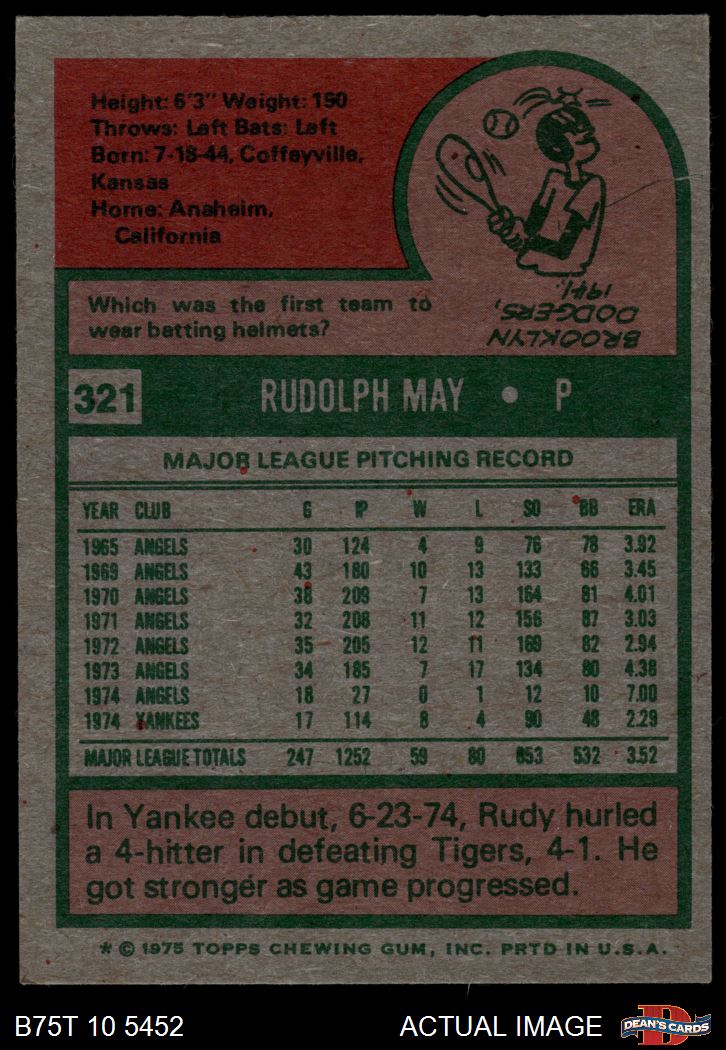 Height: 6'3" Weight: 190
Throws: Left Bats: Left
Born: 7-18-44, Coffeyville,
Kansas
Home: Anaheim,
California
Which was the first team to
wear batting helmets?
BROOKLYN
DODGERS,
1941.
321 RUDOLPH MAY • P
MAJOR LEAGUE PITCHING RECORD
YEAR CLUB G IP W L SO BB ERA
1965 ANGELS 30 124 4 9 76 78 3.92
1969 ANGELS 43 180 10 13 133 66 3.45
1970 ANGELS 38 209 7 13 164 81 4.01
1971 ANGELS 32 208 11 12 156 87 3.03
1972 ANGELS 35 205 12 11 169 82 2.94
1973 ANGELS 34 185 7 17 134 80 4.38
1974 ANGELS 18 27 0 1 12 10 7.00
1974 YANKEES 17 114 8 4 90 48 2.29
MAJOR LEAGUE TOTALS 247 1252 59 80 853 532 3.52
In Yankee debut, 6-23-74, Rudy hurled
a 4-hitter in defeating Tigers, 4-1. He
got stronger as game progressed.
* © 1975 TOPPS CHEWING GUM, INC. PRTD IN U.S.A.
B75T 10 5452 ACTUAL IMAGE
D
DEAN'S CARDS